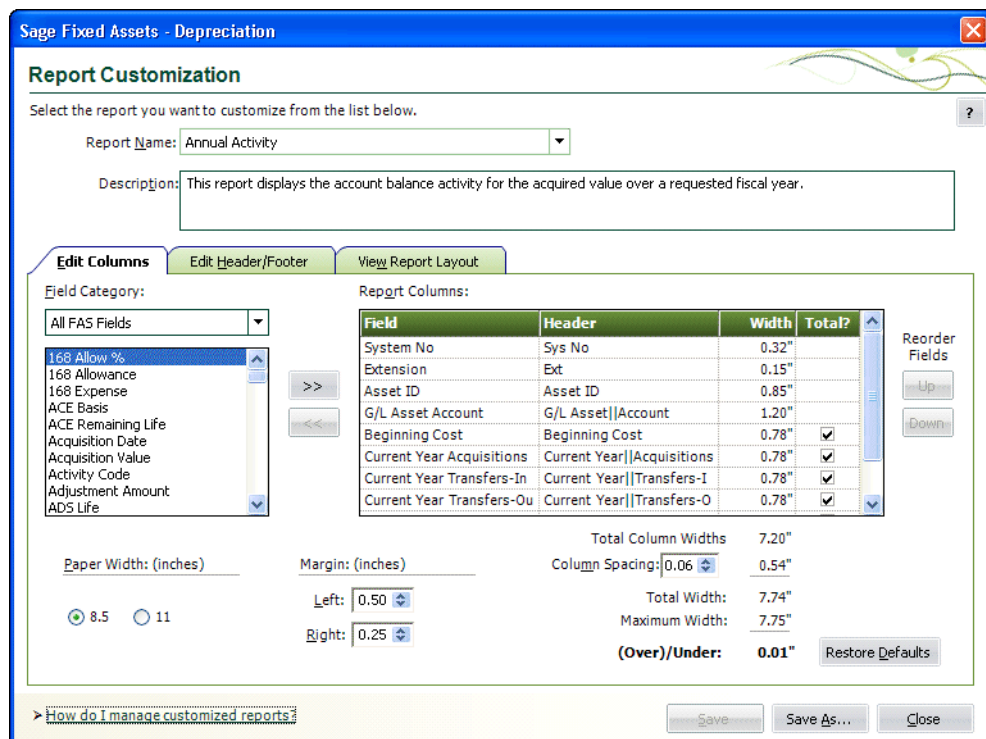 Sage Fixed Assets - Depreciation
Report Customization
Select the report you want to customize from the list below.
?
Report Name: Annual Activity
Description: This report displays the account balance activity for the acquired value over a requested fiscal year.
Edit Columns Edit Header/Footer View Report Layout
Field Category:
All FAS Fields
168 Allow %
168 Allowance
168 Expense
ACE Basis
ACE Remaining Life
Acquisition Date
Acquisition Value
Activity Code
Adjustment Amount
ADS Life
>>
<<
Report Columns:
Field Header Width Total?
System No Sys No 0.32"
Extension Ext 0.15"
Asset ID Asset ID 0.85"
G/L Asset Account G/L Asset||Account 1.20"
Beginning Cost Beginning Cost 0.78"
Current Year Acquisitions Current Year||Acquisitions 0.78"
Current Year Transfers-In Current Year||Transfers-I 0.78"
Current Year Transfers-Ou Current Year||Transfers-O 0.78"
Reorder
Fields
Up
Down
Paper Width: (inches)
8.5 11
Margin: (inches)
Left: 0.50
Right: 0.25
Total Column Widths 7.20"
Column Spacing: 0.06 0.54"
Total Width: 7.74"
Maximum Width: 7.75"
(Over)/Under: 0.01"
Restore Defaults
How do I manage customized reports?
Save Save As... Close